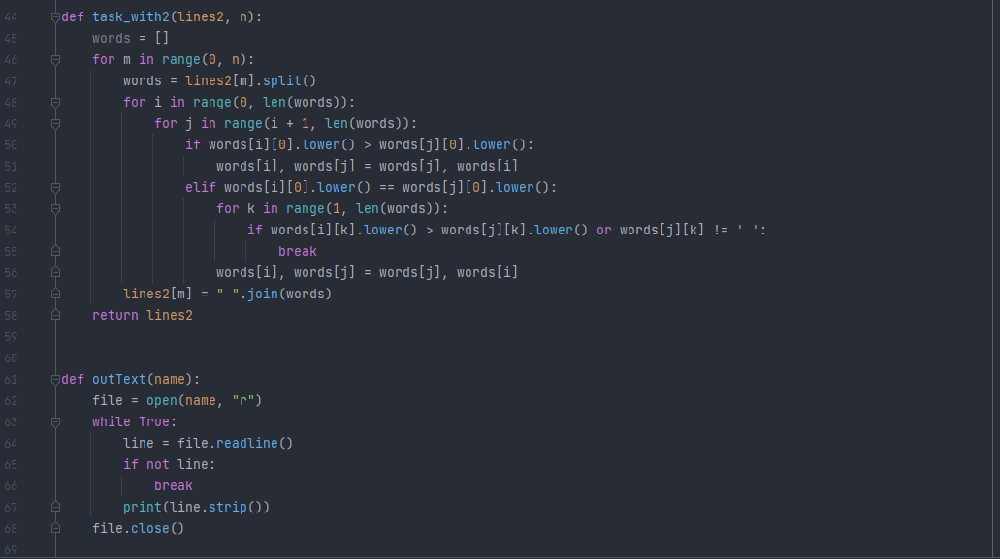 44 def task_with2(lines2, n):
45     words = []
46     for m in range(0, n):
47         words = lines2[m].split()
48         for i in range(0, len(words)):
49             for j in range(i + 1, len(words)):
50                 if words[i][0].lower() > words[j][0].lower():
51                     words[i], words[j] = words[j], words[i]
52                 elif words[i][0].lower() == words[j][0].lower():
53                     for k in range(1, len(words)):
54                         if words[i][k].lower() > words[j][k].lower() or words[j][k] != ' ':
55                             break
56                     words[i], words[j] = words[j], words[i]
57         lines2[m] = " ".join(words)
58     return lines2
59
60
61 def outText(name):
62     file = open(name, "r")
63     while True:
64         line = file.readline()
65         if not line:
66             break
67         print(line.strip())
68     file.close()
69